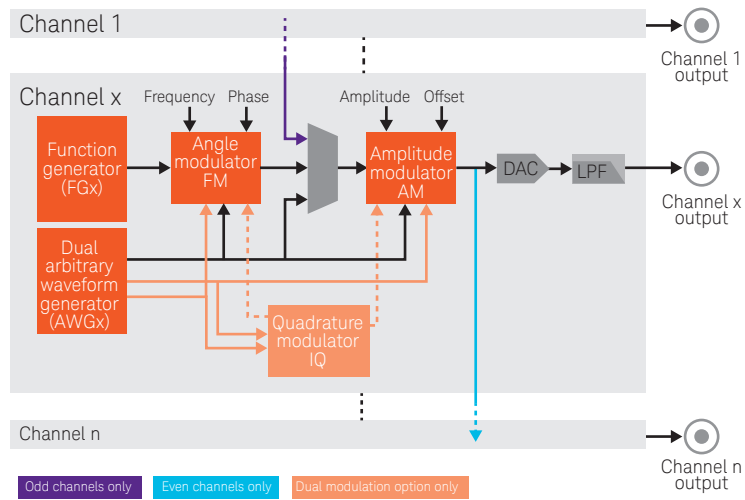 Channel 1
Channel 1
output
Channel x
Frequency
Phase
Amplitude
Offset
Function
generator
(FGx)
Angle
modulator
FM
Amplitude
modulator
AM
DAC
LPF
Channel x
output
Dual
arbitrary
waveform
generator
(AWGx)
Quadrature
modulator
IQ
Channel n
Channel n
output
Odd channels only
Even channels only
Dual modulation option only